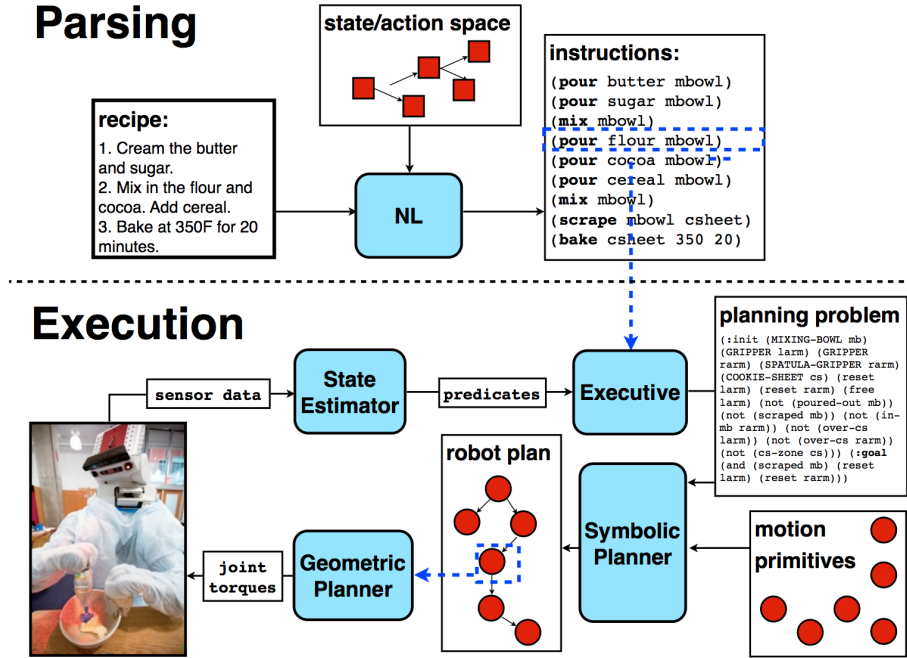 Parsing
state/action space
recipe:
1. Cream the butter
and sugar.
2. Mix in the flour and
cocoa. Add cereal.
3. Bake at 350F for 20
minutes.
NL
instructions:
(pour butter mbowl)
(pour sugar mbowl)
(mix mbowl)
(pour flour mbowl)
(pour cocoa mbowl)
(pour cereal mbowl)
(mix mbowl)
(scrape mbowl csheet)
(bake csheet 350 20)
Execution
sensor data
State
Estimator
predicates
Executive
planning problem
(:init (MIXING-BOWL mb)
(GRIPPER larm) (GRIPPER
rarm) (SPATULA-GRIPPER rarm)
(COOKIE-SHEET cs) (reset
larm) (reset rarm) (free
larm) (not (poured-out mb))
(not (scraped mb)) (not (in-
mb rarm)) (not (over-cs
larm)) (not (over-cs rarm))
(not (cs-zone cs))) (:goal
(and (scraped mb) (reset
larm) (reset rarm)))
joint
torques
Geometric
Planner
robot plan
Symbolic
Planner
motion
primitives